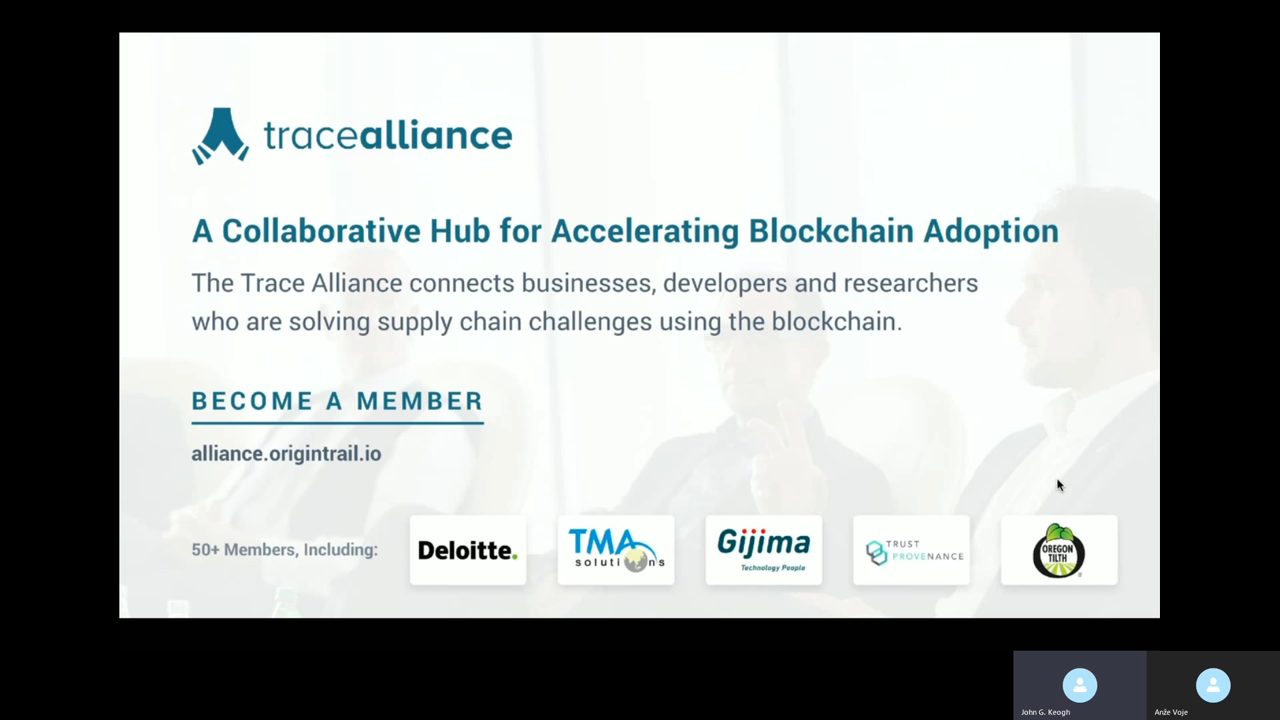 tracealliance
A Collaborative Hub for Accelerating Blockchain Adoption
The Trace Alliance connects businesses, developers and researchers
who are solving supply chain challenges using the blockchain.
BECOME A MEMBER
alliance.origintrail.io
50+ Members, Including:
Deloitte.
TMA
solutions
Gijima
Technology People
TRUST
PROVENANCE
OREGON
TILTH
®
John G. Keogh
Anže Voje